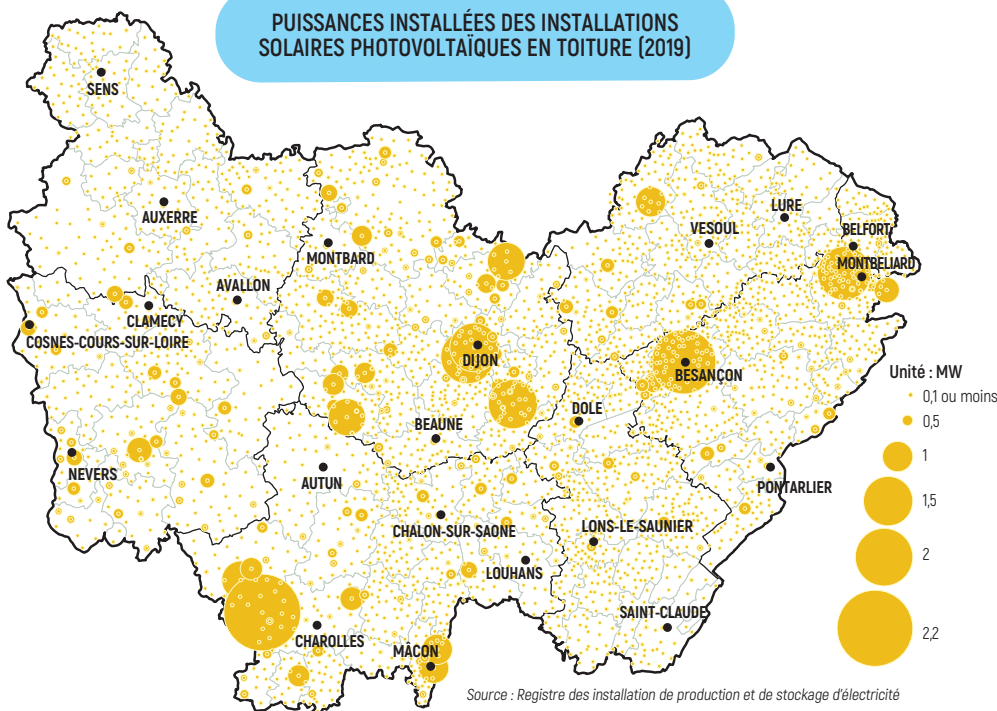 PUISSANCES INSTALLÉES DES INSTALLATIONS
SOLAIRES PHOTOVOLTAÏQUES EN TOITURE (2019)
SENS
AUXERRE
MONTBARD
AVALLON
CLAMECY
COSNES-COURS-SUR-LOIRE
NEVERS
VESOUL
LURE
BELFORT
MONTBELIARD
DIJON
BESANÇON
BEAUNE
DOLE
AUTUN
PONTARLIER
CHALON-SUR-SAONE
LONS-LE-SAUNIER
LOUHANS
SAINT-CLAUDE
CHAROLLES
MÂCON
Unité : MW
0,1 ou moins
0,5
1
1,5
2
2,2
Source : Registre des installation de production et de stockage d'électricité